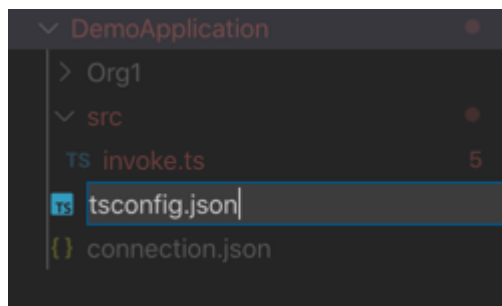 DemoApplication
Org1
src
TS invoke.ts 5
TS tsconfig.json
{} connection.json